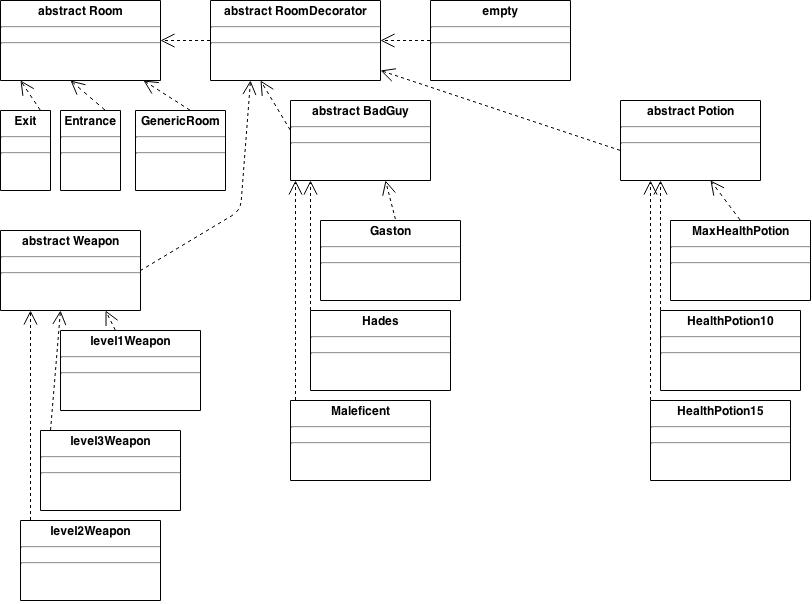 abstract Room
abstract RoomDecorator
empty
Exit
Entrance
GenericRoom
abstract BadGuy
abstract Potion
abstract Weapon
Gaston
MaxHealthPotion
level1Weapon
Hades
HealthPotion10
level3Weapon
Maleficent
HealthPotion15
level2Weapon